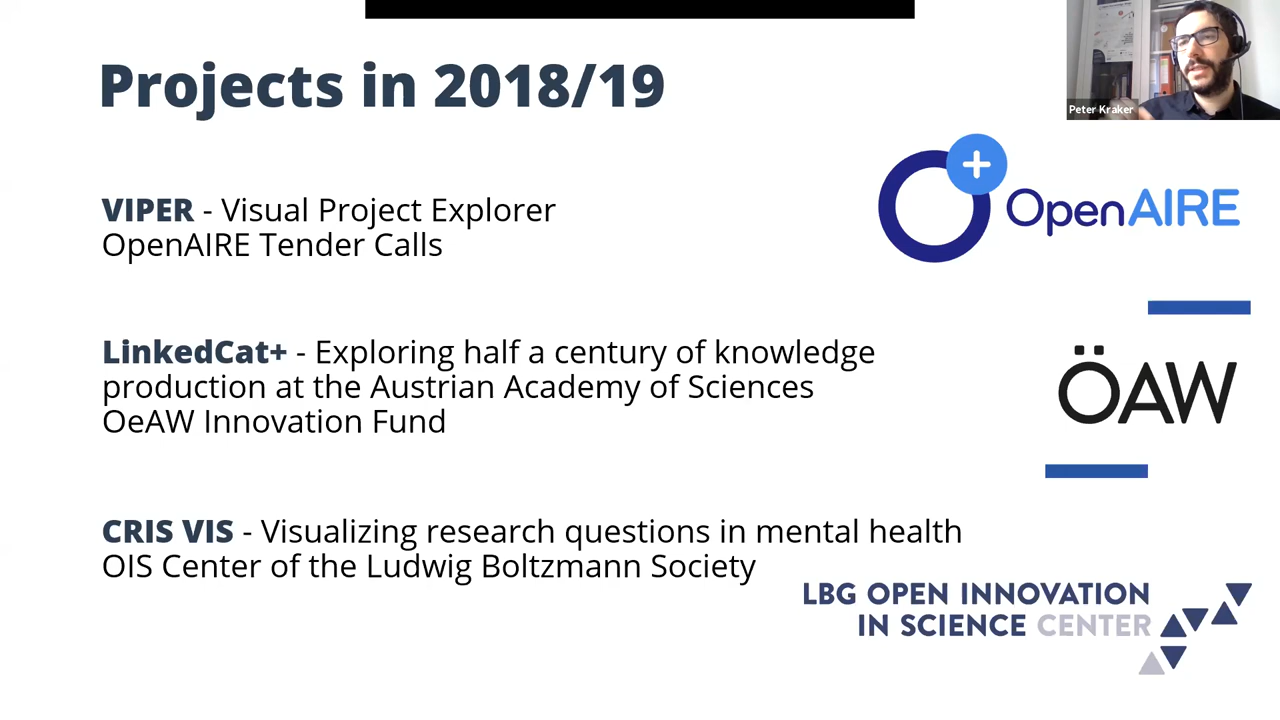 Projects in 2018/19
Peter Kraker
VIPER - Visual Project Explorer
OpenAIRE Tender Calls
OpenAIRE
LinkedCat+ - Exploring half a century of knowledge
production at the Austrian Academy of Sciences
OeAW Innovation Fund
ÖAW
CRIS VIS - Visualizing research questions in mental health
OIS Center of the Ludwig Boltzmann Society
LBG OPEN INNOVATION
IN SCIENCE CENTER